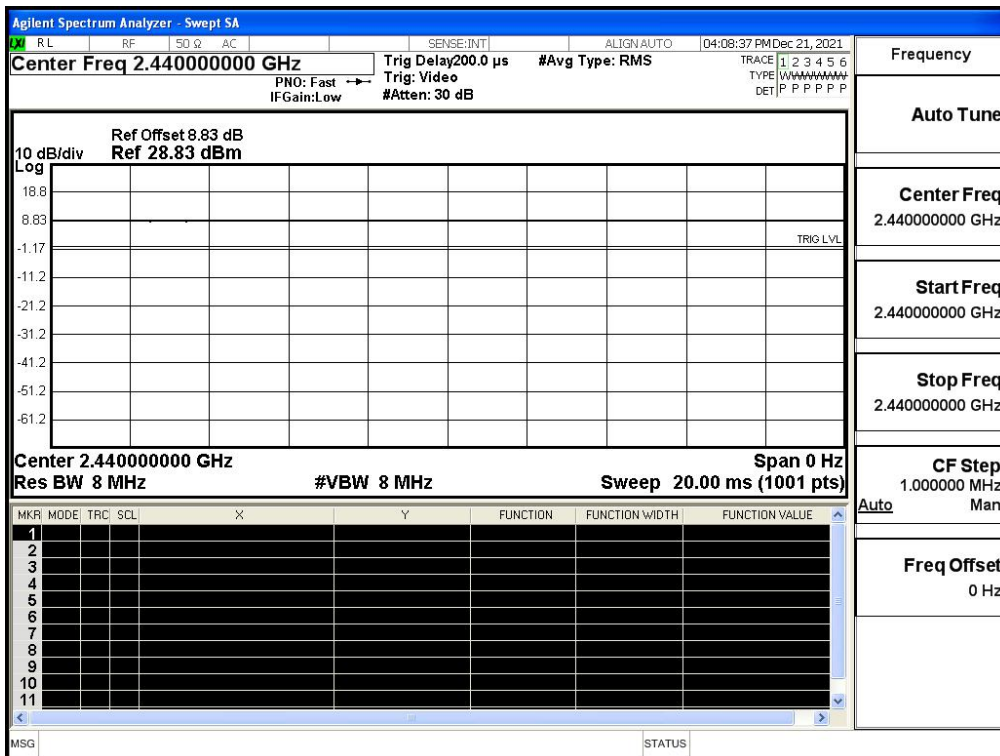 Agilent Spectrum Analyzer - Swept SA
LXI RL RF 50 Ω AC SENSE:INT ALIGN AUTO 04:08:37 PM Dec 21, 2021
Center Freq 2.440000000 GHz
PNO: Fast
IFGain:Low
Trig Delay200.0 µs
Trig: Video
#Atten: 30 dB
#Avg Type: RMS
TRACE 1 2 3 4 5 6
TYPE
DET P P P P P P
Ref Offset 8.83 dB
10 dB/div Ref 28.83 dBm
Log
18.8
8.83
-1.17
TRIG LVL
-11.2
-21.2
-31.2
-41.2
-51.2
-61.2
Center 2.440000000 GHz Span 0 Hz
Res BW 8 MHz #VBW 8 MHz Sweep 20.00 ms (1001 pts)
MKR MODE TRC SCL X Y FUNCTION FUNCTION WIDTH FUNCTION VALUE
1
2
3
4
5
6
7
8
9
10
11
MSG STATUS
Frequency
Auto Tune
Center Freq
2.440000000 GHz
Start Freq
2.440000000 GHz
Stop Freq
2.440000000 GHz
CF Step
1.000000 MHz
Auto Man
Freq Offset
0 Hz